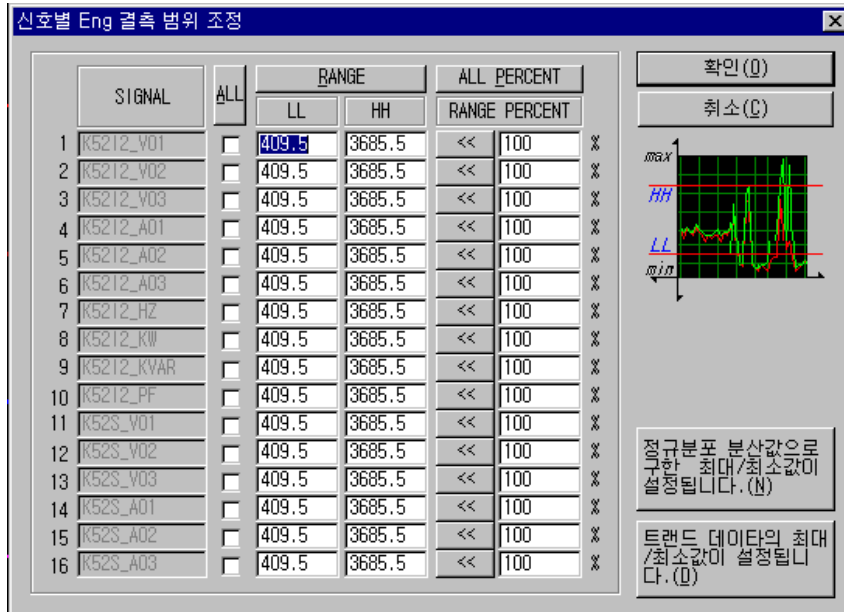 신호별 Eng 결측 범위 조정
SIGNAL ALL RANGE ALL PERCENT
LL HH RANGE PERCENT
1 K52I2_V01 409.5 3685.5 << 100 %
2 K52I2_V02 409.5 3685.5 << 100 %
3 K52I2_V03 409.5 3685.5 << 100 %
4 K52I2_A01 409.5 3685.5 << 100 %
5 K52I2_A02 409.5 3685.5 << 100 %
6 K52I2_A03 409.5 3685.5 << 100 %
7 K52I2_HZ 409.5 3685.5 << 100 %
8 K52I2_KW 409.5 3685.5 << 100 %
9 K52I2_KVAR 409.5 3685.5 << 100 %
10 K52I2_PF 409.5 3685.5 << 100 %
11 K52S_V01 409.5 3685.5 << 100 %
12 K52S_V02 409.5 3685.5 << 100 %
13 K52S_V03 409.5 3685.5 << 100 %
14 K52S_A01 409.5 3685.5 << 100 %
15 K52S_A02 409.5 3685.5 << 100 %
16 K52S_A03 409.5 3685.5 << 100 %
확인(O)
취소(C)
max
HH
LL
min
정규분포 분산값으로
구한 최대/최소값이
설정됩니다.(N)
트랜드 데이타의 최대
/최소값이 설정됩니
다.(D)